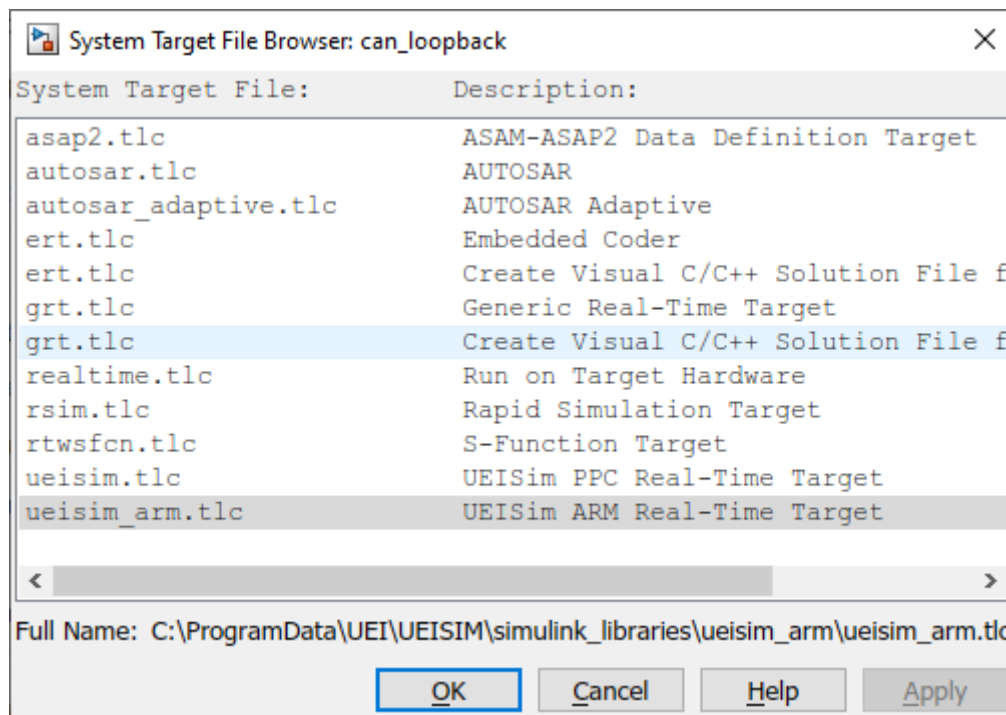 System Target File Browser: can_loopback
System Target File: Description:
asap2.tlc ASAM-ASAP2 Data Definition Target
autosar.tlc AUTOSAR
autosar_adaptive.tlc AUTOSAR Adaptive
ert.tlc Embedded Coder
ert.tlc Create Visual C/C++ Solution File f
grt.tlc Generic Real-Time Target
grt.tlc Create Visual C/C++ Solution File f
realtime.tlc Run on Target Hardware
rsim.tlc Rapid Simulation Target
rtwsfcn.tlc S-Function Target
ueisim.tlc UEISim PPC Real-Time Target
ueisim_arm.tlc UEISim ARM Real-Time Target
Full Name: C:\ProgramData\UEI\UEISIM\simulink_libraries\ueisim_arm\ueisim_arm.tlc
OK Cancel Help Apply